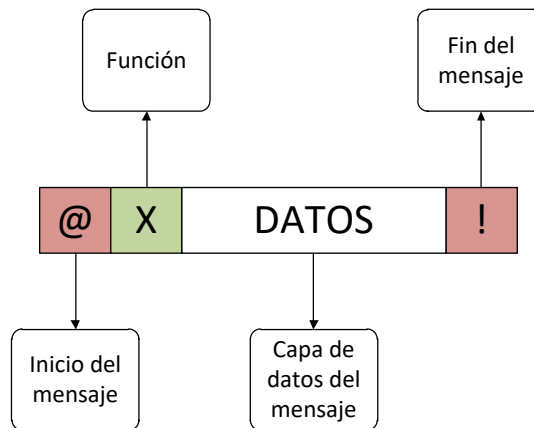 Función
Fin del
mensaje
@ X DATOS !
Inicio del
mensaje
Capa de
datos del
mensaje